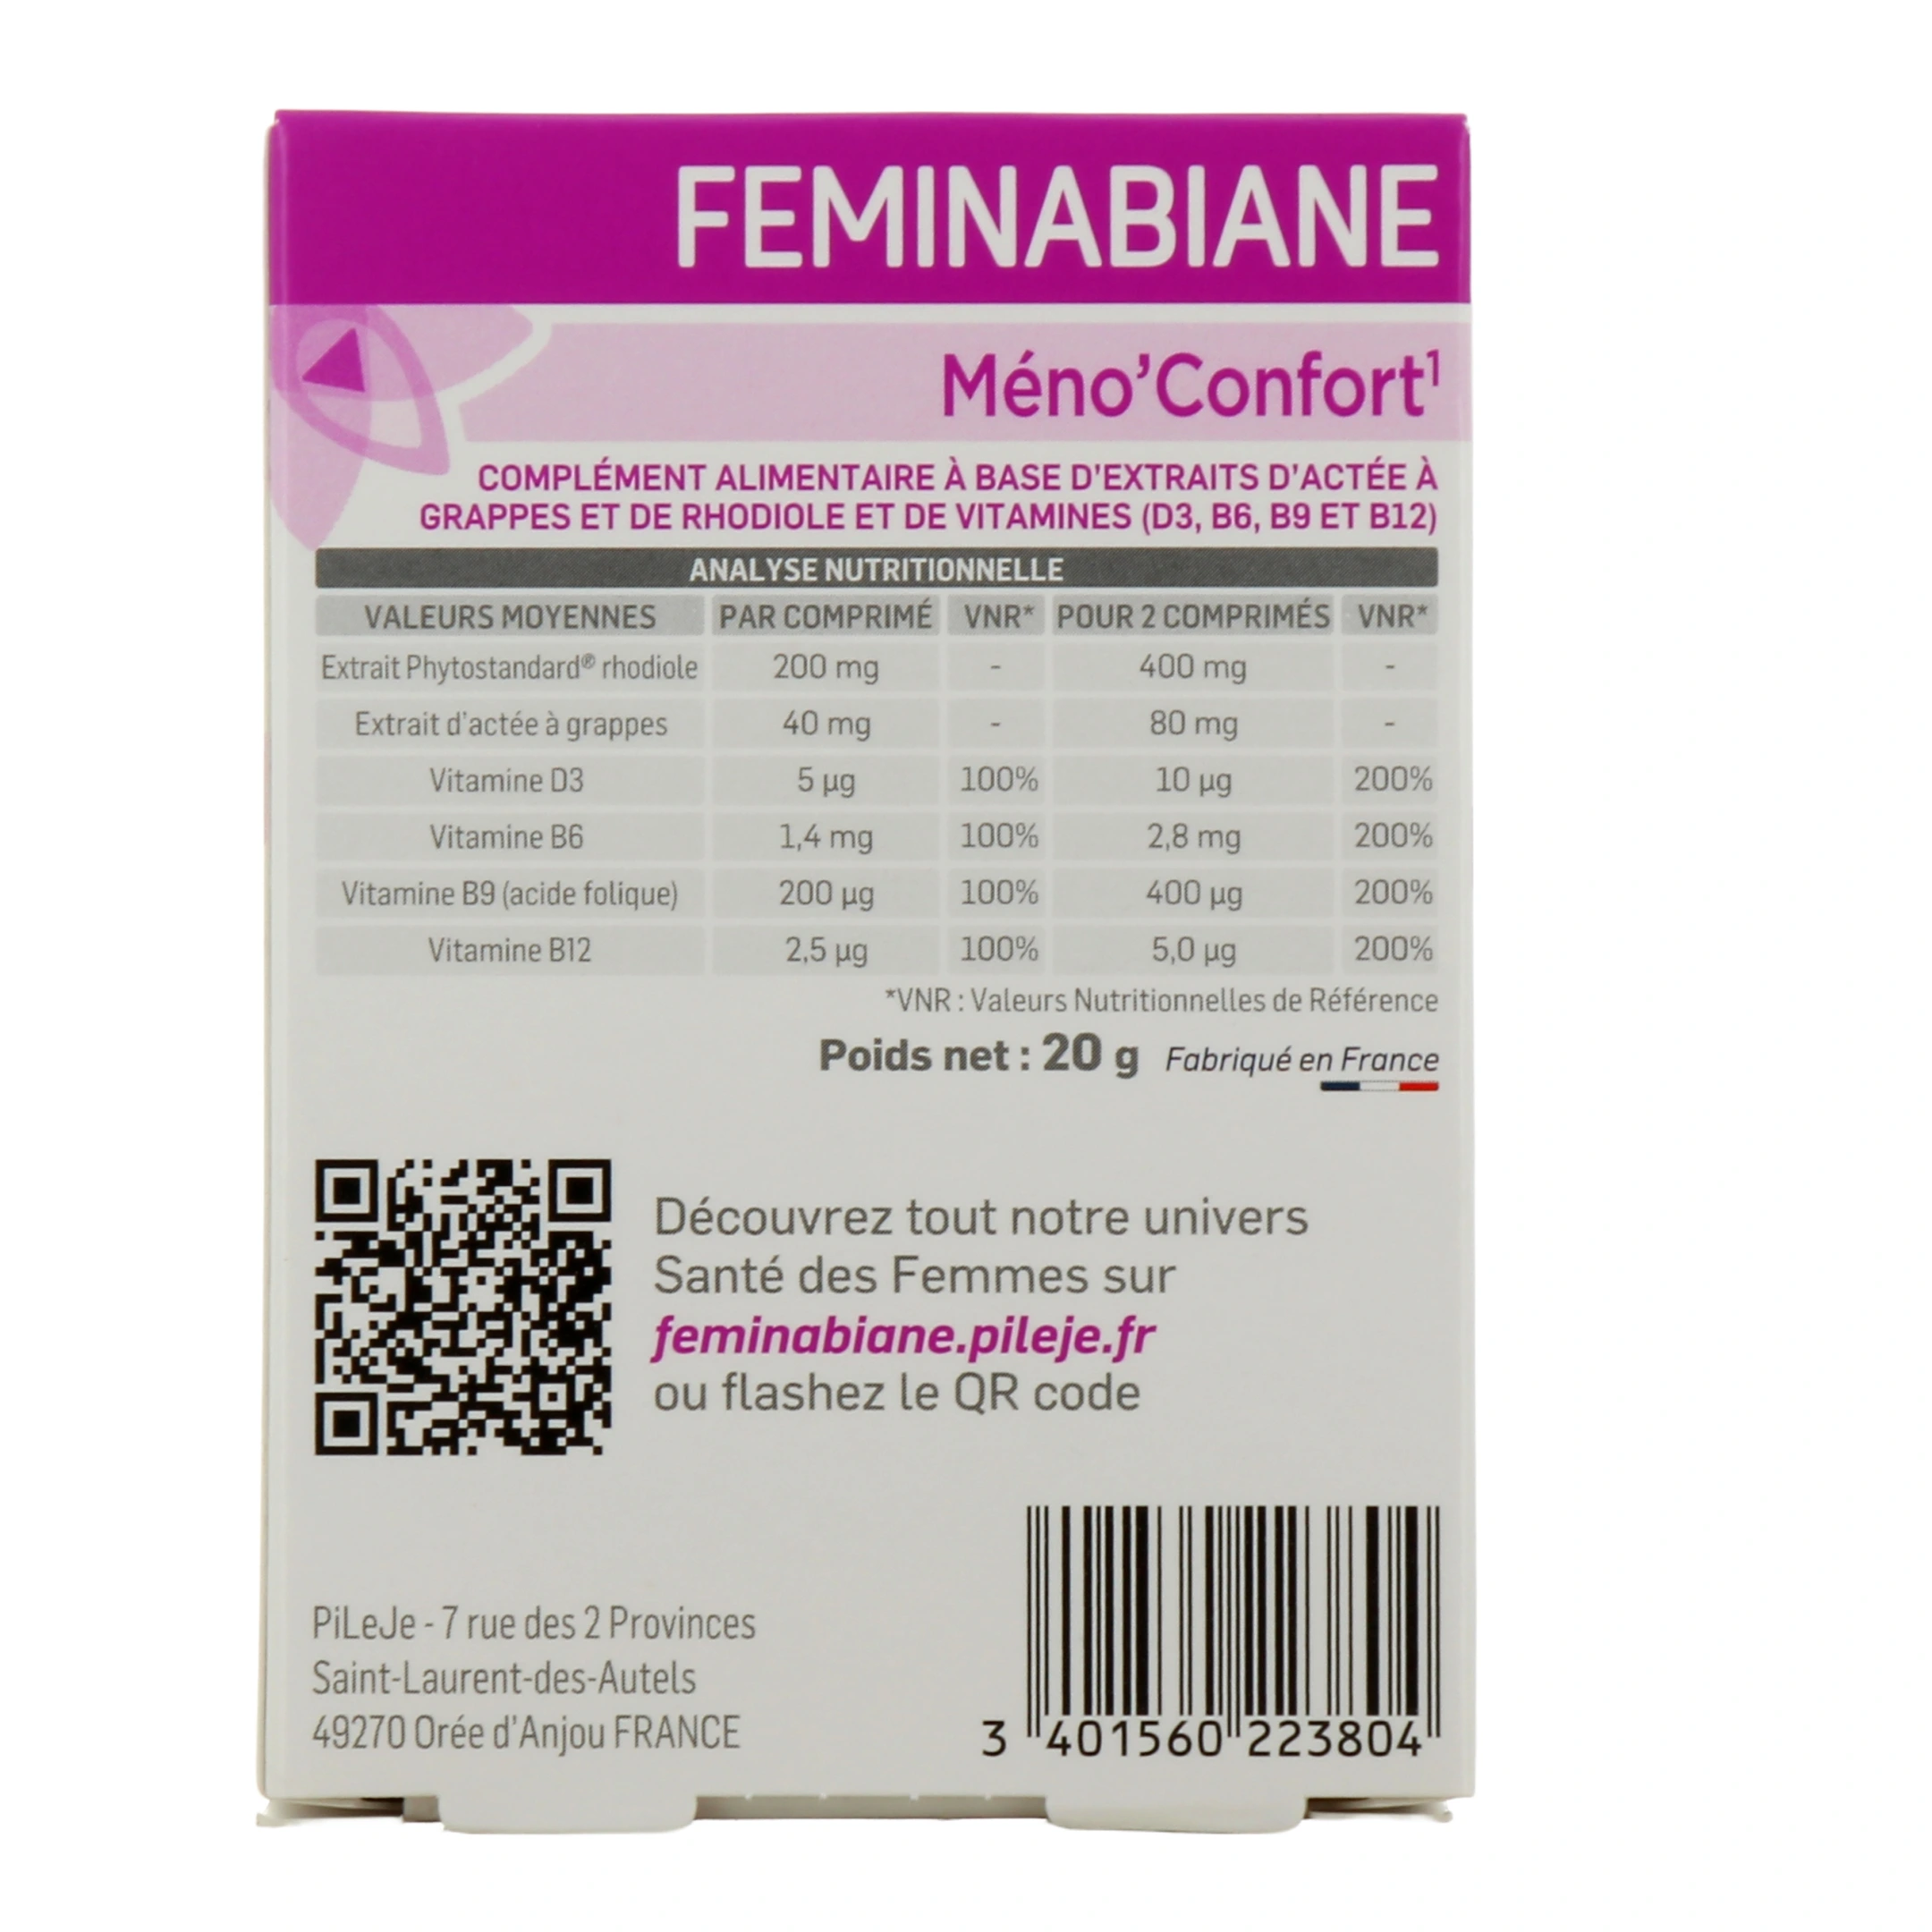 FEMINABIANE
Méno'Confort¹
COMPLÉMENT ALIMENTAIRE À BASE D'EXTRAITS D'ACTÉE À
GRAPPES ET DE RHODIOLE ET DE VITAMINES (D3, B6, B9 ET B12)
ANALYSE NUTRITIONNELLE
VALEURS MOYENNES PAR COMPRIMÉ VNR* POUR 2 COMPRIMÉS VNR*
Extrait Phytostandard® rhodiole 200 mg - 400 mg -
Extrait d'actée à grappes 40 mg - 80 mg -
Vitamine D3 5 µg 100% 10 µg 200%
Vitamine B6 1,4 mg 100% 2,8 mg 200%
Vitamine B9 (acide folique) 200 µg 100% 400 µg 200%
Vitamine B12 2,5 µg 100% 5,0 µg 200%
*VNR : Valeurs Nutritionnelles de Référence
Poids net : 20 g Fabriqué en France
Découvrez tout notre univers
Santé des Femmes sur
feminabiane.pileje.fr
ou flashez le QR code
PiLeJe - 7 rue des 2 Provinces
Saint-Laurent-des-Autels
49270 Orée d'Anjou FRANCE
3 401560 223804